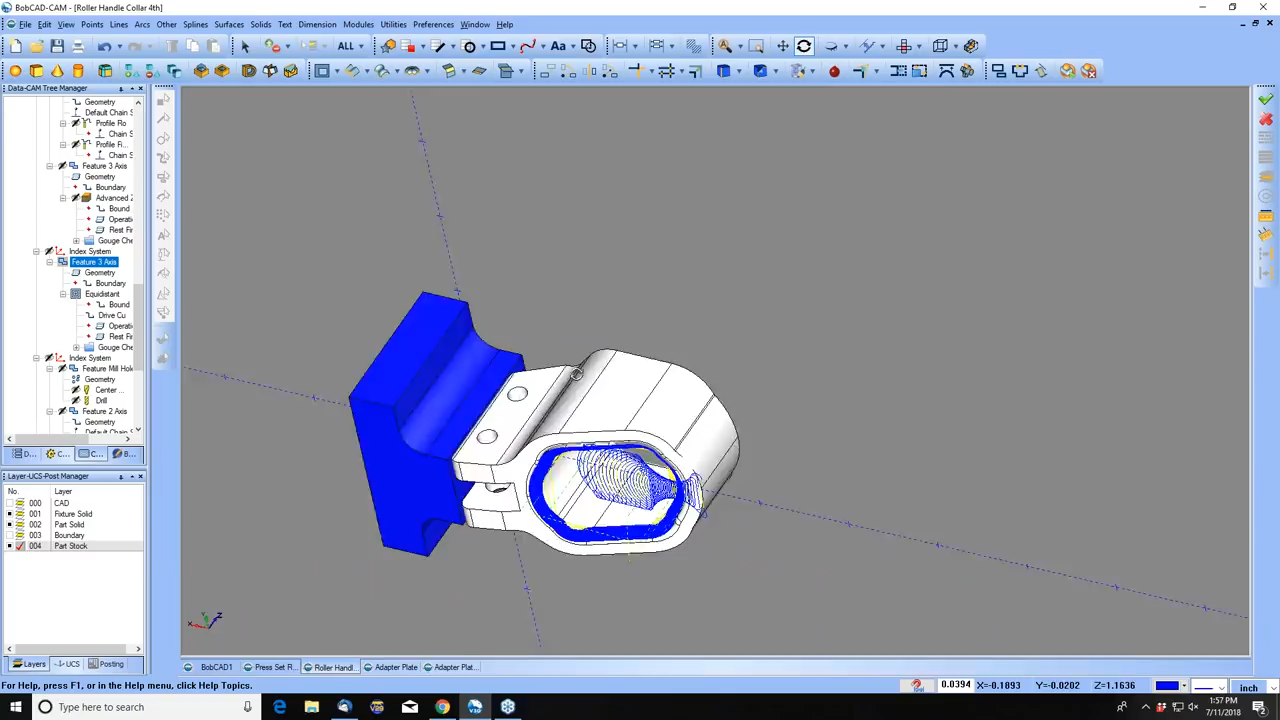 BobCAD-CAM - [Roller Handle Collar 4th]
File Edit View Points Lines Arcs Other Splines Surfaces Solids Text Dimension Modules Utilities Preferences Window Help
ALL
Data-CAM Tree Manager
Geometry
Default Chain S
Profile Ro
Chain S
Profile Fi...
Chain S
Feature 3 Axis
Geometry
Boundary
Advanced Z
Bound
Operati
Rest Fi
Gouge Che
Index System
Feature 3 Axis
Geometry
Boundary
Equidistant
Bound
Drive Cu
Operati
Rest Fi
Gouge Che
Index System
Feature Mill Hol
Geometry
Center ...
Drill
Feature 2 Axis
Geometry
Default Ch
D... C... C... B...
Layer-UCS-Post Manager
No. Layer
000 CAD
001 Fixture Solid
002 Part Solid
003 Boundary
004 Part Stock
Layers UCS Posting
X Y Z
BobCAD1 Press Set R... Roller Handl... Adapter Plate Adapter Plat...
For Help, press F1, or in the Help menu, click Help Topics.
0.0394 X=-0.1893 Y=-0.0202 Z=1.1636 inch
Type here to search
1:57 PM
7/11/2018